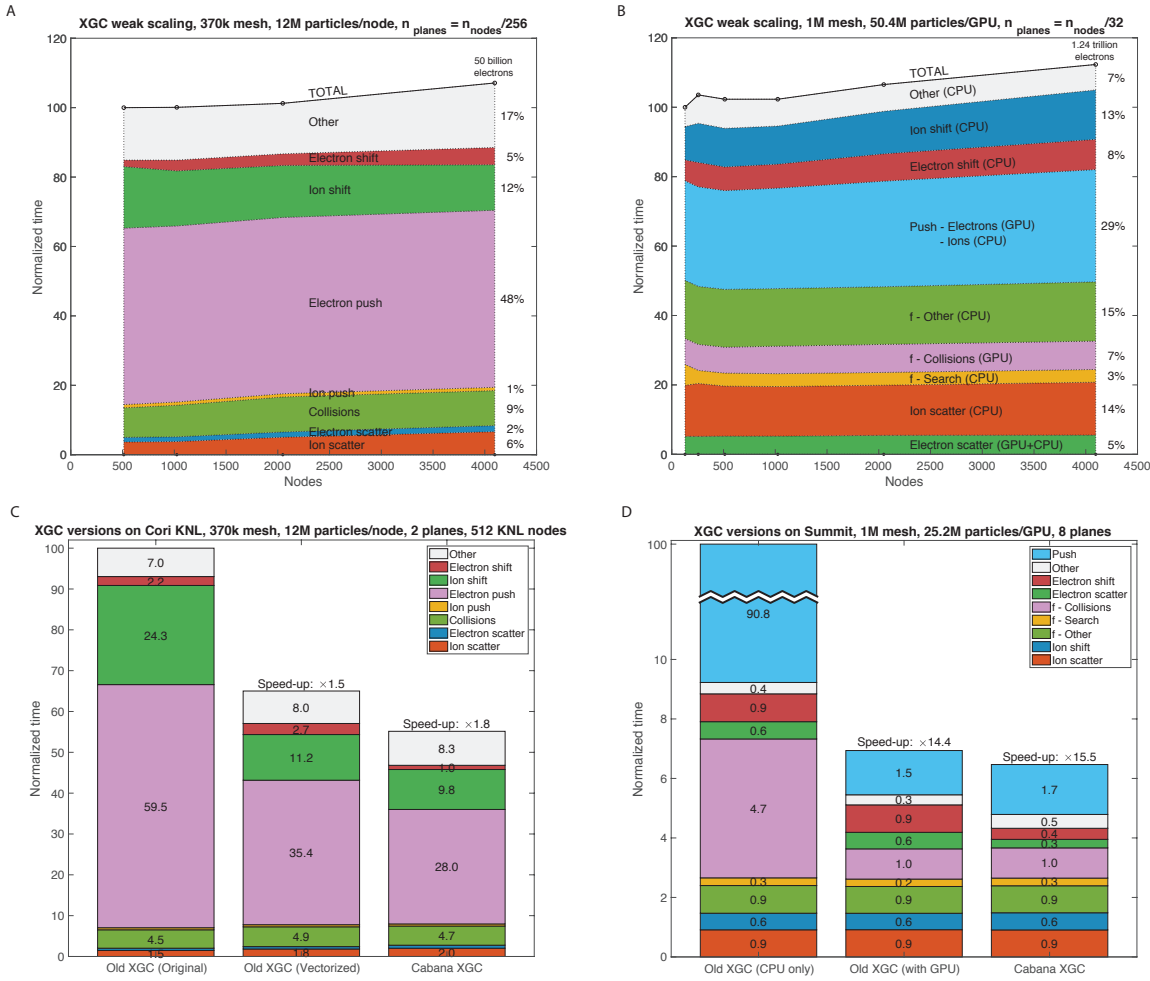 A
XGC weak scaling, 370k mesh, 12M particles/node, n planes = n nodes/256
120
100
80
60
40
20
0
Normalized time
0 500 1000 1500 2000 2500 3000 3500 4000 4500
Nodes
50 billion
electrons
TOTAL
Other
17%
Electron shift
5%
Ion shift
12%
Electron push
48%
Ion push
1%
Collisions
9%
Electron scatter
2%
Ion scatter
6%
B
XGC weak scaling, 1M mesh, 50.4M particles/GPU, n planes = n nodes/32
120
100
80
60
40
20
0
Normalized time
0 500 1000 1500 2000 2500 3000 3500 4000 4500
Nodes
1.24 trillion
electrons
TOTAL
Other (CPU)
7%
Ion shift (CPU)
13%
Electron shift (CPU)
8%
Push - Electrons (GPU)
- Ions (CPU)
29%
f - Other (CPU)
15%
f - Collisions (GPU)
7%
f - Search (CPU)
3%
Ion scatter (CPU)
14%
Electron scatter (GPU+CPU)
5%
C
XGC versions on Cori KNL, 370k mesh, 12M particles/node, 2 planes, 512 KNL nodes
100
90
80
70
60
50
40
30
20
10
0
Normalized time
Other
Electron shift
Ion shift
Electron push
Ion push
Collisions
Electron scatter
Ion scatter
7.0
2.2
24.3
59.5
4.5
1.5
Old XGC (Original)
Speed-up: ×1.5
8.0
2.7
11.2
35.4
4.9
1.8
Old XGC (Vectorized)
Speed-up: ×1.8
8.3
1.0
9.8
28.0
4.7
2.0
Cabana XGC
D
XGC versions on Summit, 1M mesh, 25.2M particles/GPU, 8 planes
100
10
8
6
4
2
0
Normalized time
Push
Other
Electron shift
Electron scatter
f - Collisions
f - Search
f - Other
Ion shift
Ion scatter
90.8
0.4
0.9
0.6
4.7
0.3
0.9
0.6
0.9
Old XGC (CPU only)
Speed-up: ×14.4
1.5
0.3
0.9
0.6
1.0
0.2
0.9
0.6
0.9
Old XGC (with GPU)
Speed-up: ×15.5
1.7
0.5
0.4
0.3
1.0
0.3
0.9
0.6
0.9
Cabana XGC